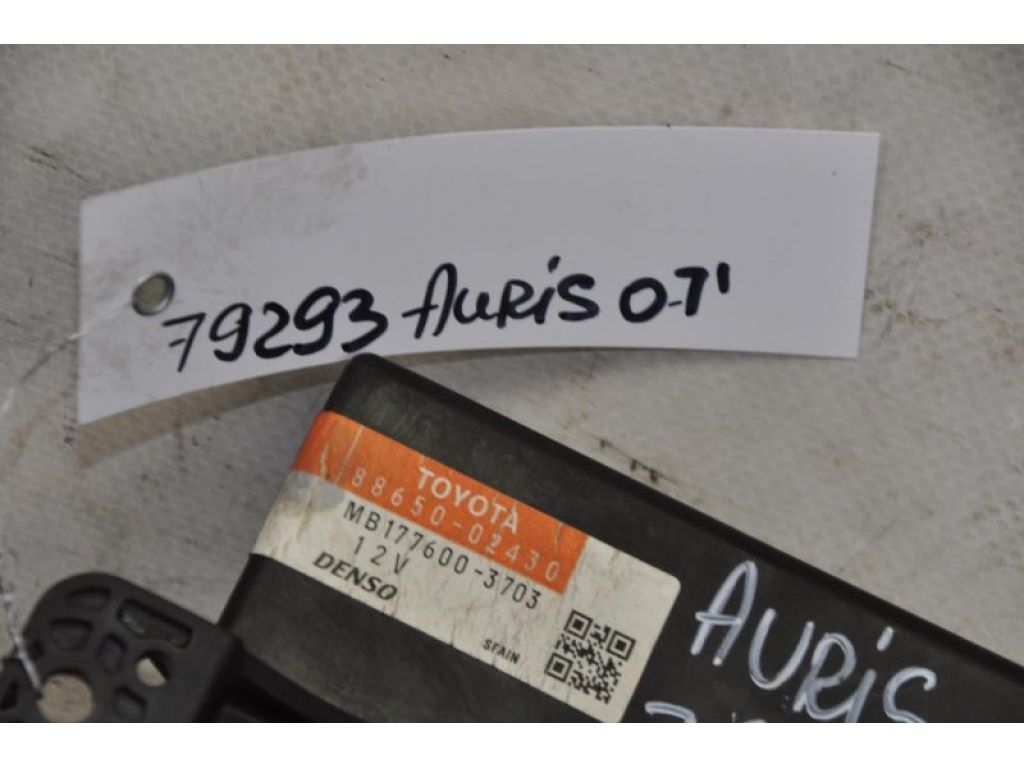 79293 AURiS 07'
TOYOTA
88650-02430
MB177600-3703
12V
DENSO
SPAIN
AURiS